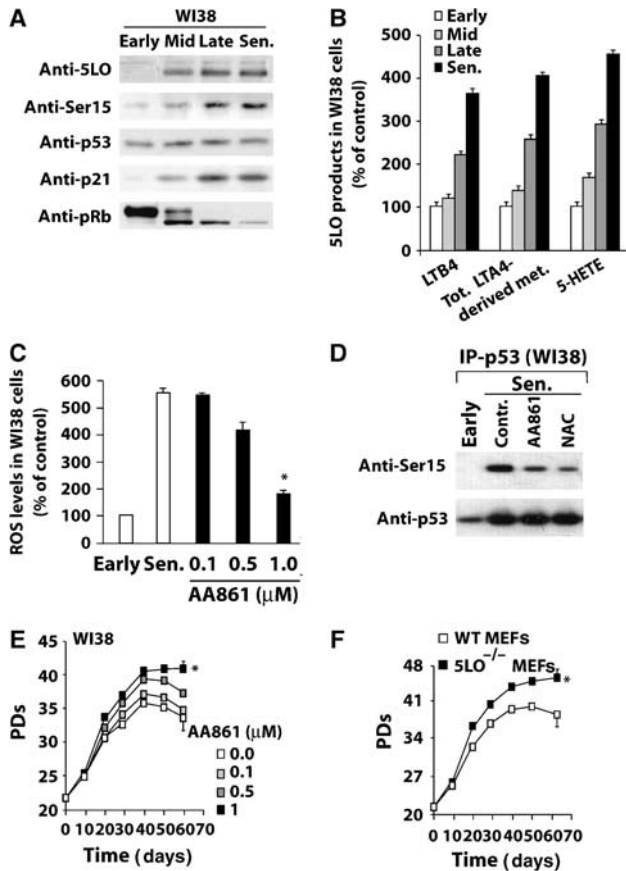 A
WI38
Early Mid Late Sen.
Anti-5LO
Anti-Ser15
Anti-p53
Anti-p21
Anti-pRb
B
Early
Mid
Late
Sen.
5LO products in WI38 cells
(% of control)
500
400
300
200
100
0
LTB4
Tot. LTA4-
derived met.
5-HETE
C
ROS levels in WI38 cells
(% of control)
600
500
400
300
200
100
0
*
Early Sen. 0.1 0.5 1.0
AA861 (µM)
D
IP-p53 (WI38)
Sen.
Early
Contr.
AA861
NAC
Anti-Ser15
Anti-p53
E
WI38
PDs
45
40
35
30
25
20
*
AA861 (µM)
0.0
0.1
0.5
1
0 10 20 30 40 50 60 70
Time (days)
F
WT MEFs
5LO−/− MEFs
PDs
48
41
34
27
20
*
0 10 20 30 40 50 60 70
Time (days)